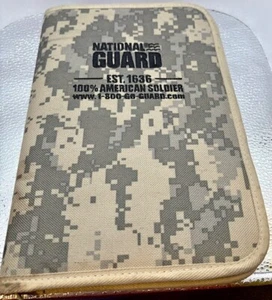 NATIONAL
GUARD
EST. 1636
100% AMERICAN SOLDIER
www.1-800-GO-GUARD.com